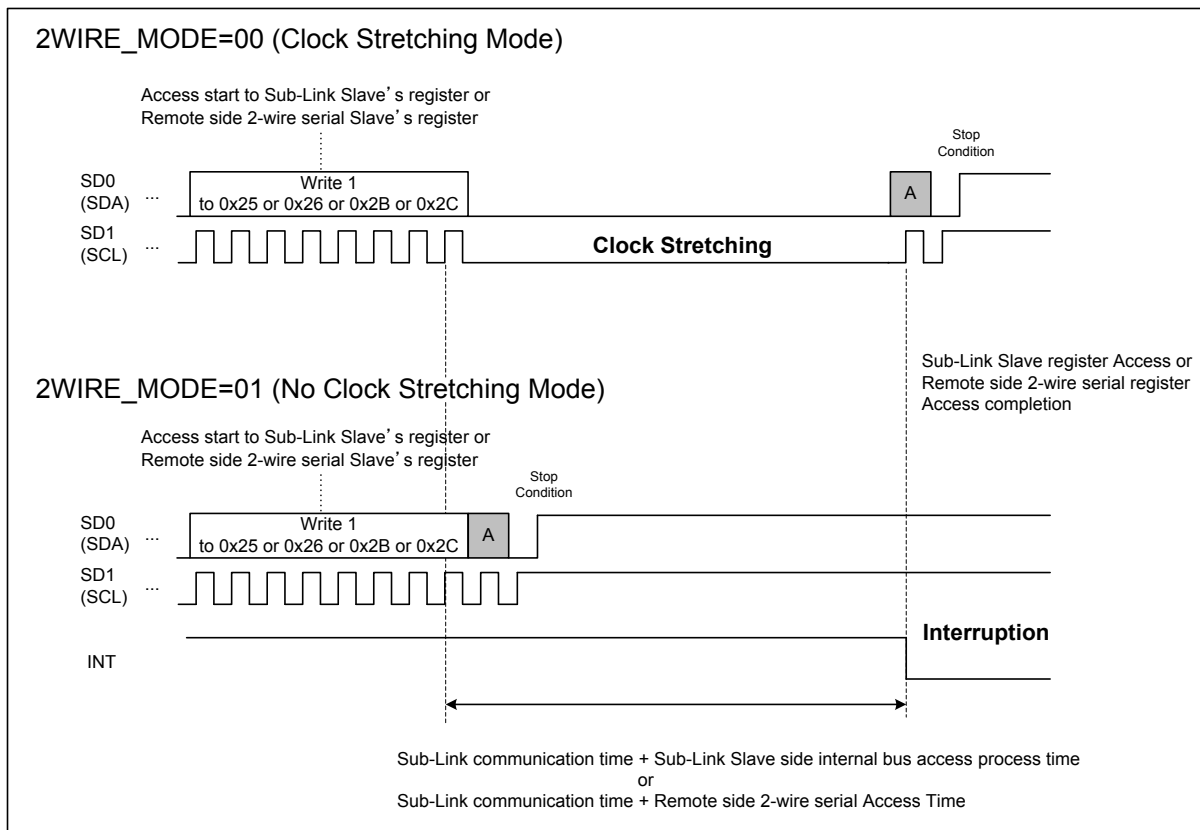 2WIRE_MODE=00 (Clock Stretching Mode)
Access start to Sub-Link Slave’s register or
Remote side 2-wire serial Slave’s register
Stop
Condition
SD0
(SDA) ...
Write 1
to 0x25 or 0x26 or 0x2B or 0x2C
A
SD1
(SCL) ...
Clock Stretching
Sub-Link Slave register Access or
Remote side 2-wire serial register
Access completion
2WIRE_MODE=01 (No Clock Stretching Mode)
Access start to Sub-Link Slave’s register or
Remote side 2-wire serial Slave’s register
Stop
Condition
SD0
(SDA) ...
Write 1
to 0x25 or 0x26 or 0x2B or 0x2C
A
SD1
(SCL) ...
Interruption
INT
Sub-Link communication time + Sub-Link Slave side internal bus access process time
or
Sub-Link communication time + Remote side 2-wire serial Access Time